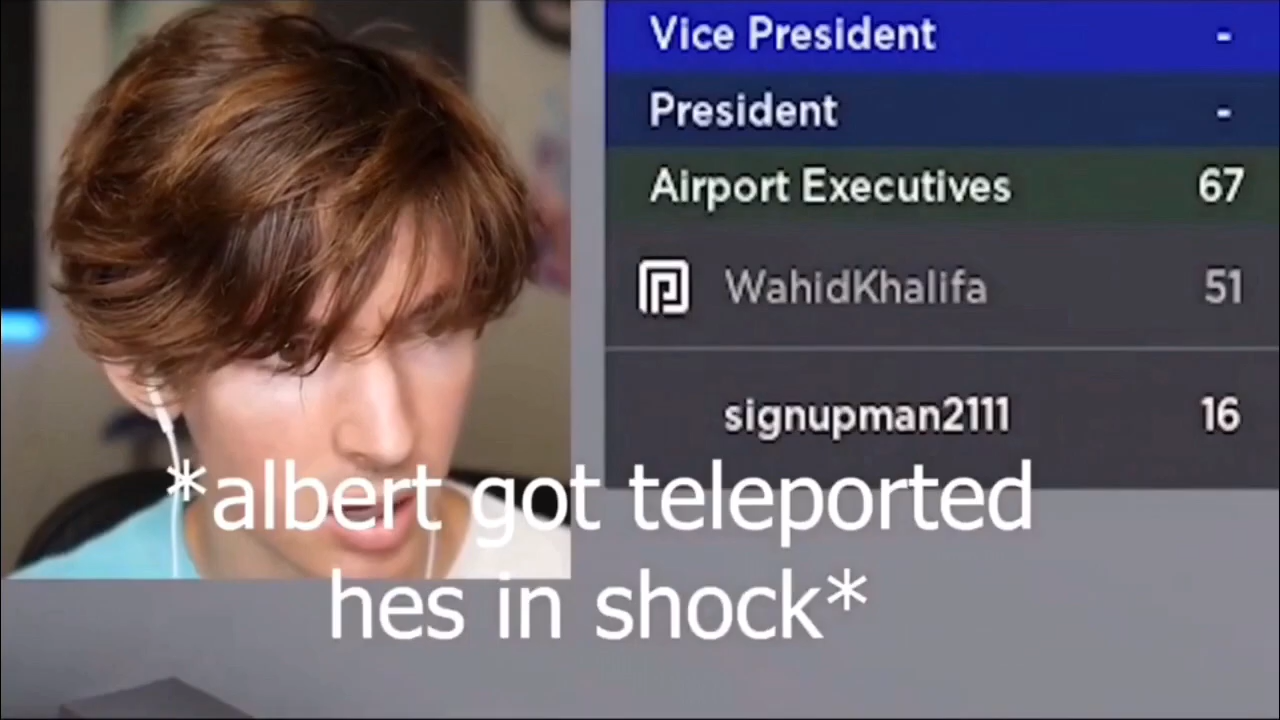 Vice President -
President -
Airport Executives 67
WahidKhalifa 51
signupman2111 16
*albert got teleported
hes in shock*